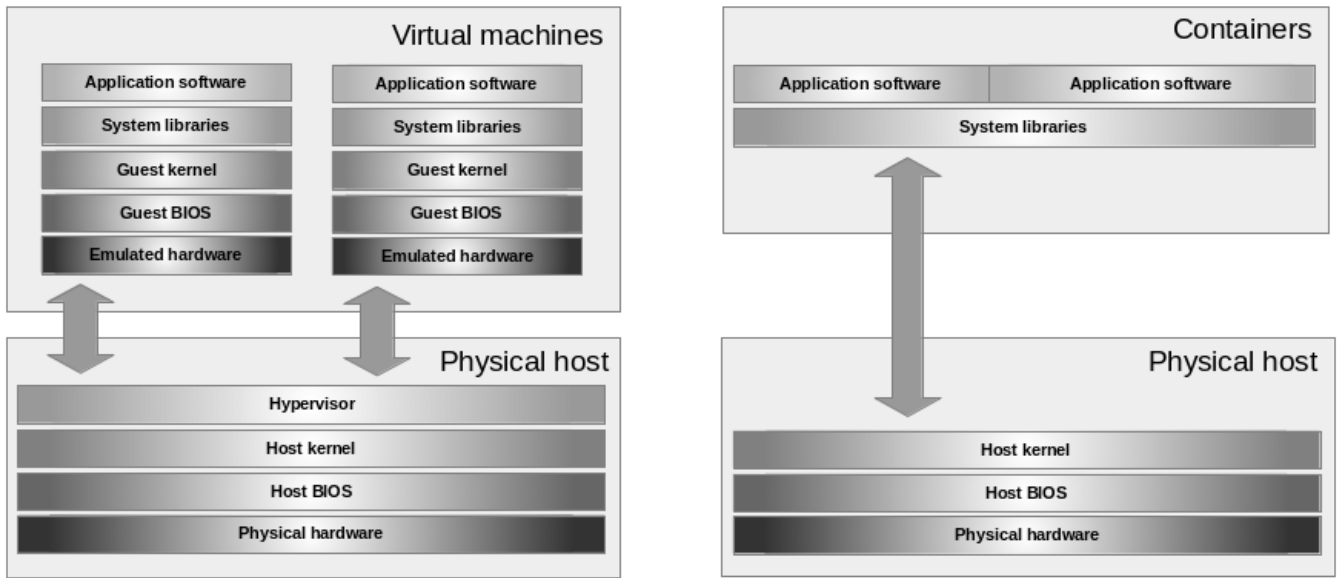 Virtual machines
Application software
System libraries
Guest kernel
Guest BIOS
Emulated hardware
Application software
System libraries
Guest kernel
Guest BIOS
Emulated hardware
Physical host
Hypervisor
Host kernel
Host BIOS
Physical hardware
Containers
Application software
Application software
System libraries
Physical host
Host kernel
Host BIOS
Physical hardware